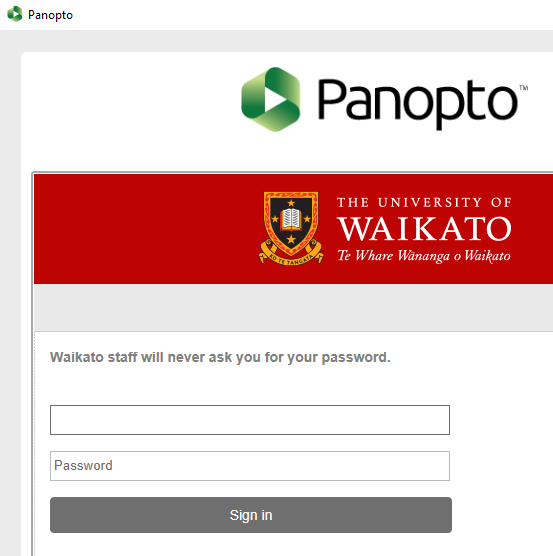 Panopto
Panopto™
THE UNIVERSITY OF
WAIKATO
Te Whare Wānanga o Waikato
KO TE TANGATA
Waikato staff will never ask you for your password.
Password
Sign in